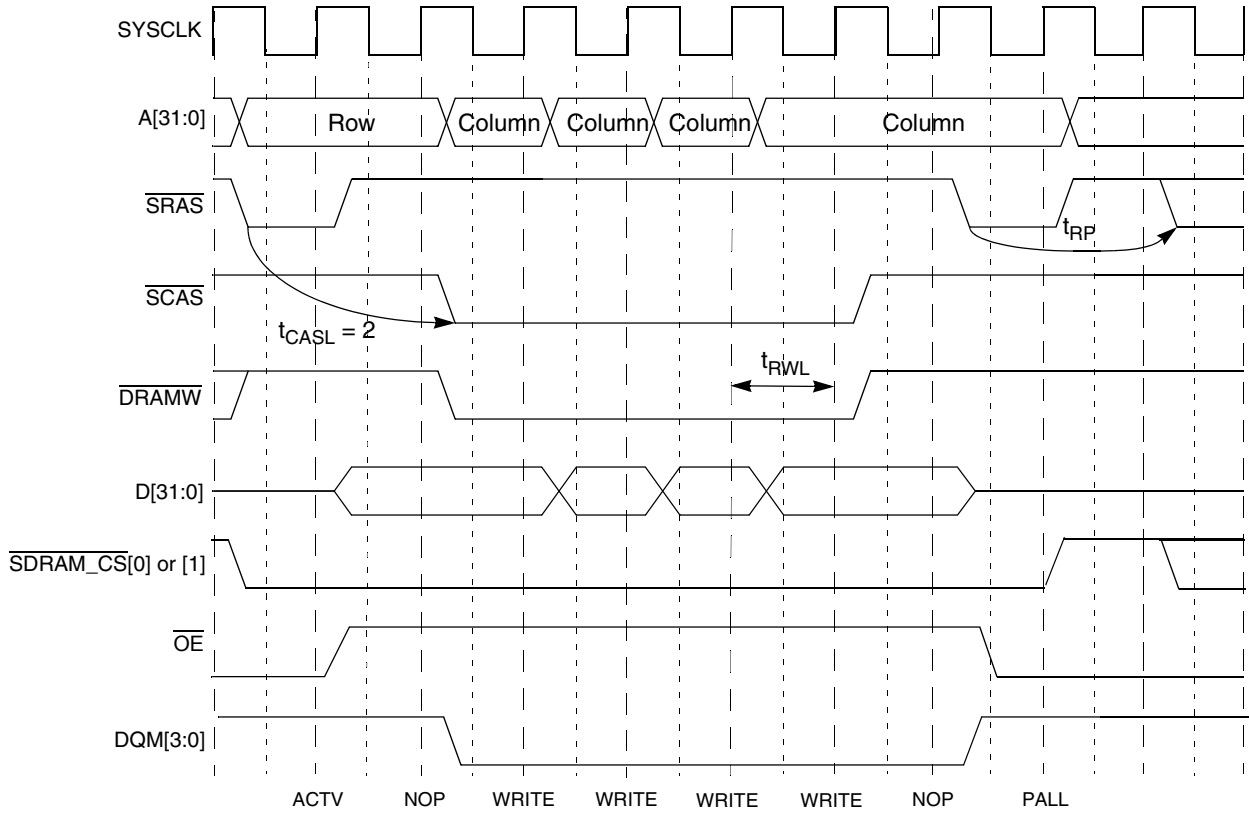 SYSCLK
A[31:0]
Row Column Column Column Column
SRAS
tRP
SCAS
tCASL = 2
tRWL
DRAMW
D[31:0]
SDRAM_CS[0] or [1]
OE
DQM[3:0]
ACTV NOP WRITE WRITE WRITE WRITE NOP PALL